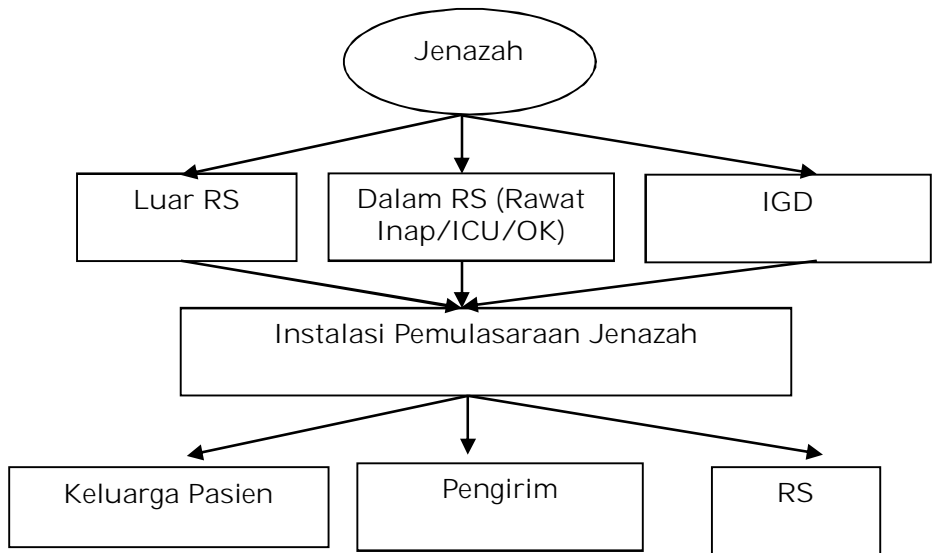 Jenazah
Luar RS
Dalam RS (Rawat
Inap/ICU/OK)
IGD
Instalasi Pemulasaraan Jenazah
Keluarga Pasien
Pengirim
RS